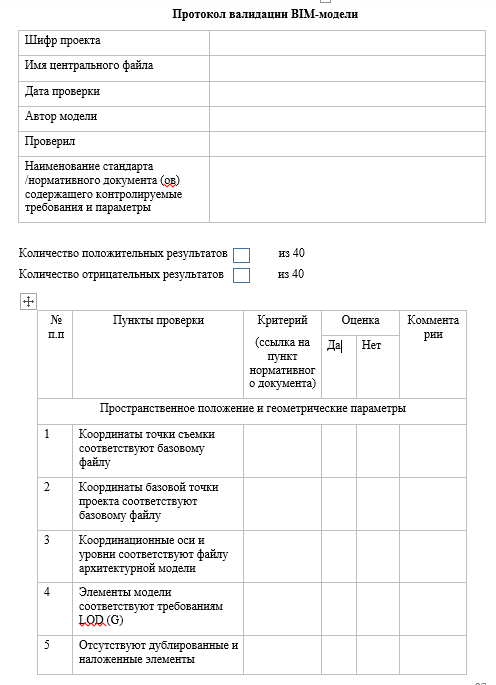 Протокол валидации BIM-модели
Шифр проекта
Имя центрального файла
Дата проверки
Автор модели
Проверил
Наименование стандарта
/нормативного документа (ов)
содержащего контролируемые
требования и параметры
Количество положительных результатов из 40
Количество отрицательных результатов из 40
№
п.п
Пункты проверки
Критерий
(ссылка на
пункт
нормативног
о документа)
Оценка
Да
Нет
Коммента
рии
Пространственное положение и геометрические параметры
1
Координаты точки съемки
соответствуют базовому
файлу
2
Координаты базовой точки
проекта соответствуют
базовому файлу
3
Координационные оси и
уровни соответствуют файлу
архитектурной модели
4
Элементы модели
соответствуют требованиям
LOD (G)
5
Отсутствуют дублированные и
наложенные элементы